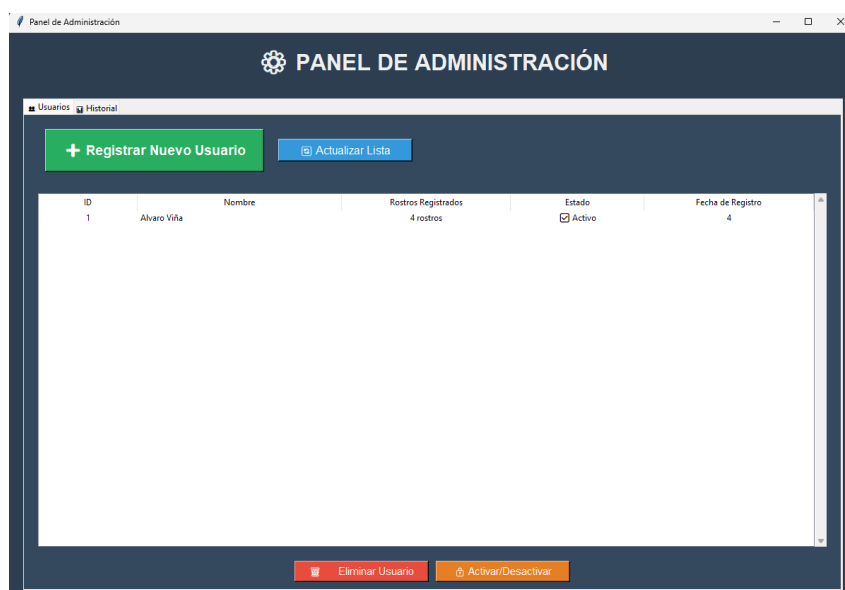 Panel de Administración
PANEL DE ADMINISTRACIÓN
Usuarios Historial
Registrar Nuevo Usuario Actualizar Lista
ID Nombre Rostros Registrados Estado Fecha de Registro
1 Alvaro Viña 4 rostros Activo 4
Eliminar Usuario Activar/Desactivar